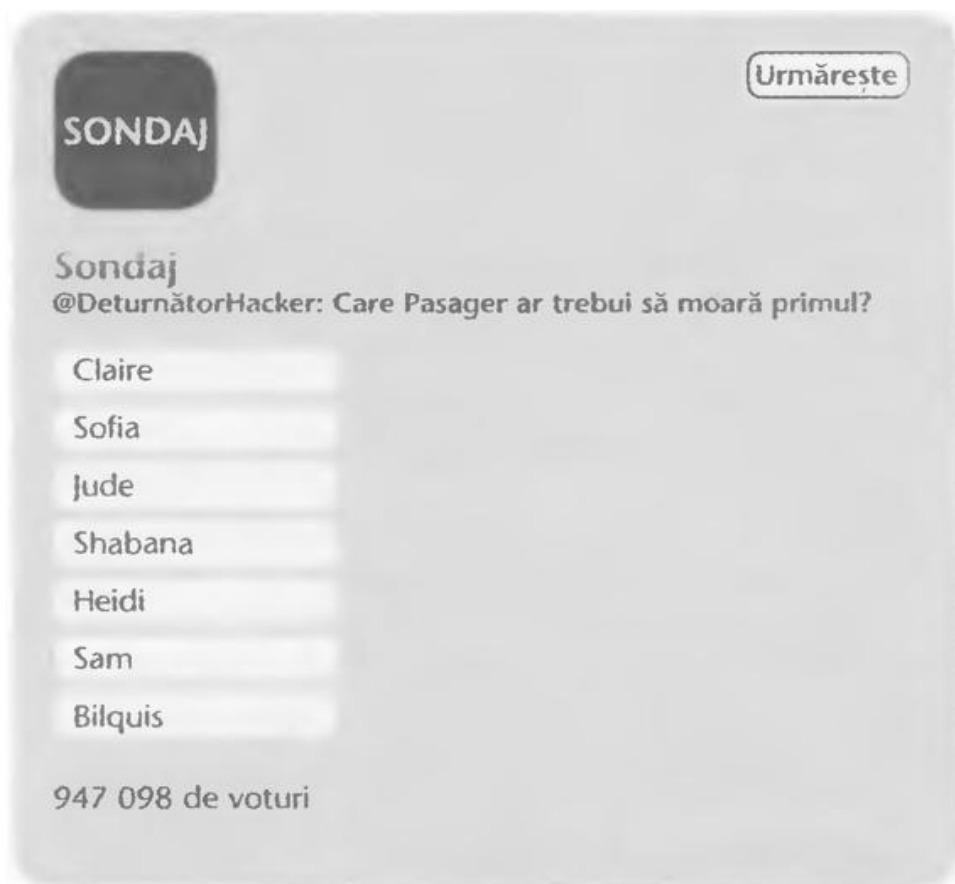 SONDAJ
Urmărește
Sondaj
@DeturnătorHacker: Care Pasager ar trebui să moară primul?
Claire
Sofia
Jude
Shabana
Heidi
Sam
Bilquis
947 098 de voturi